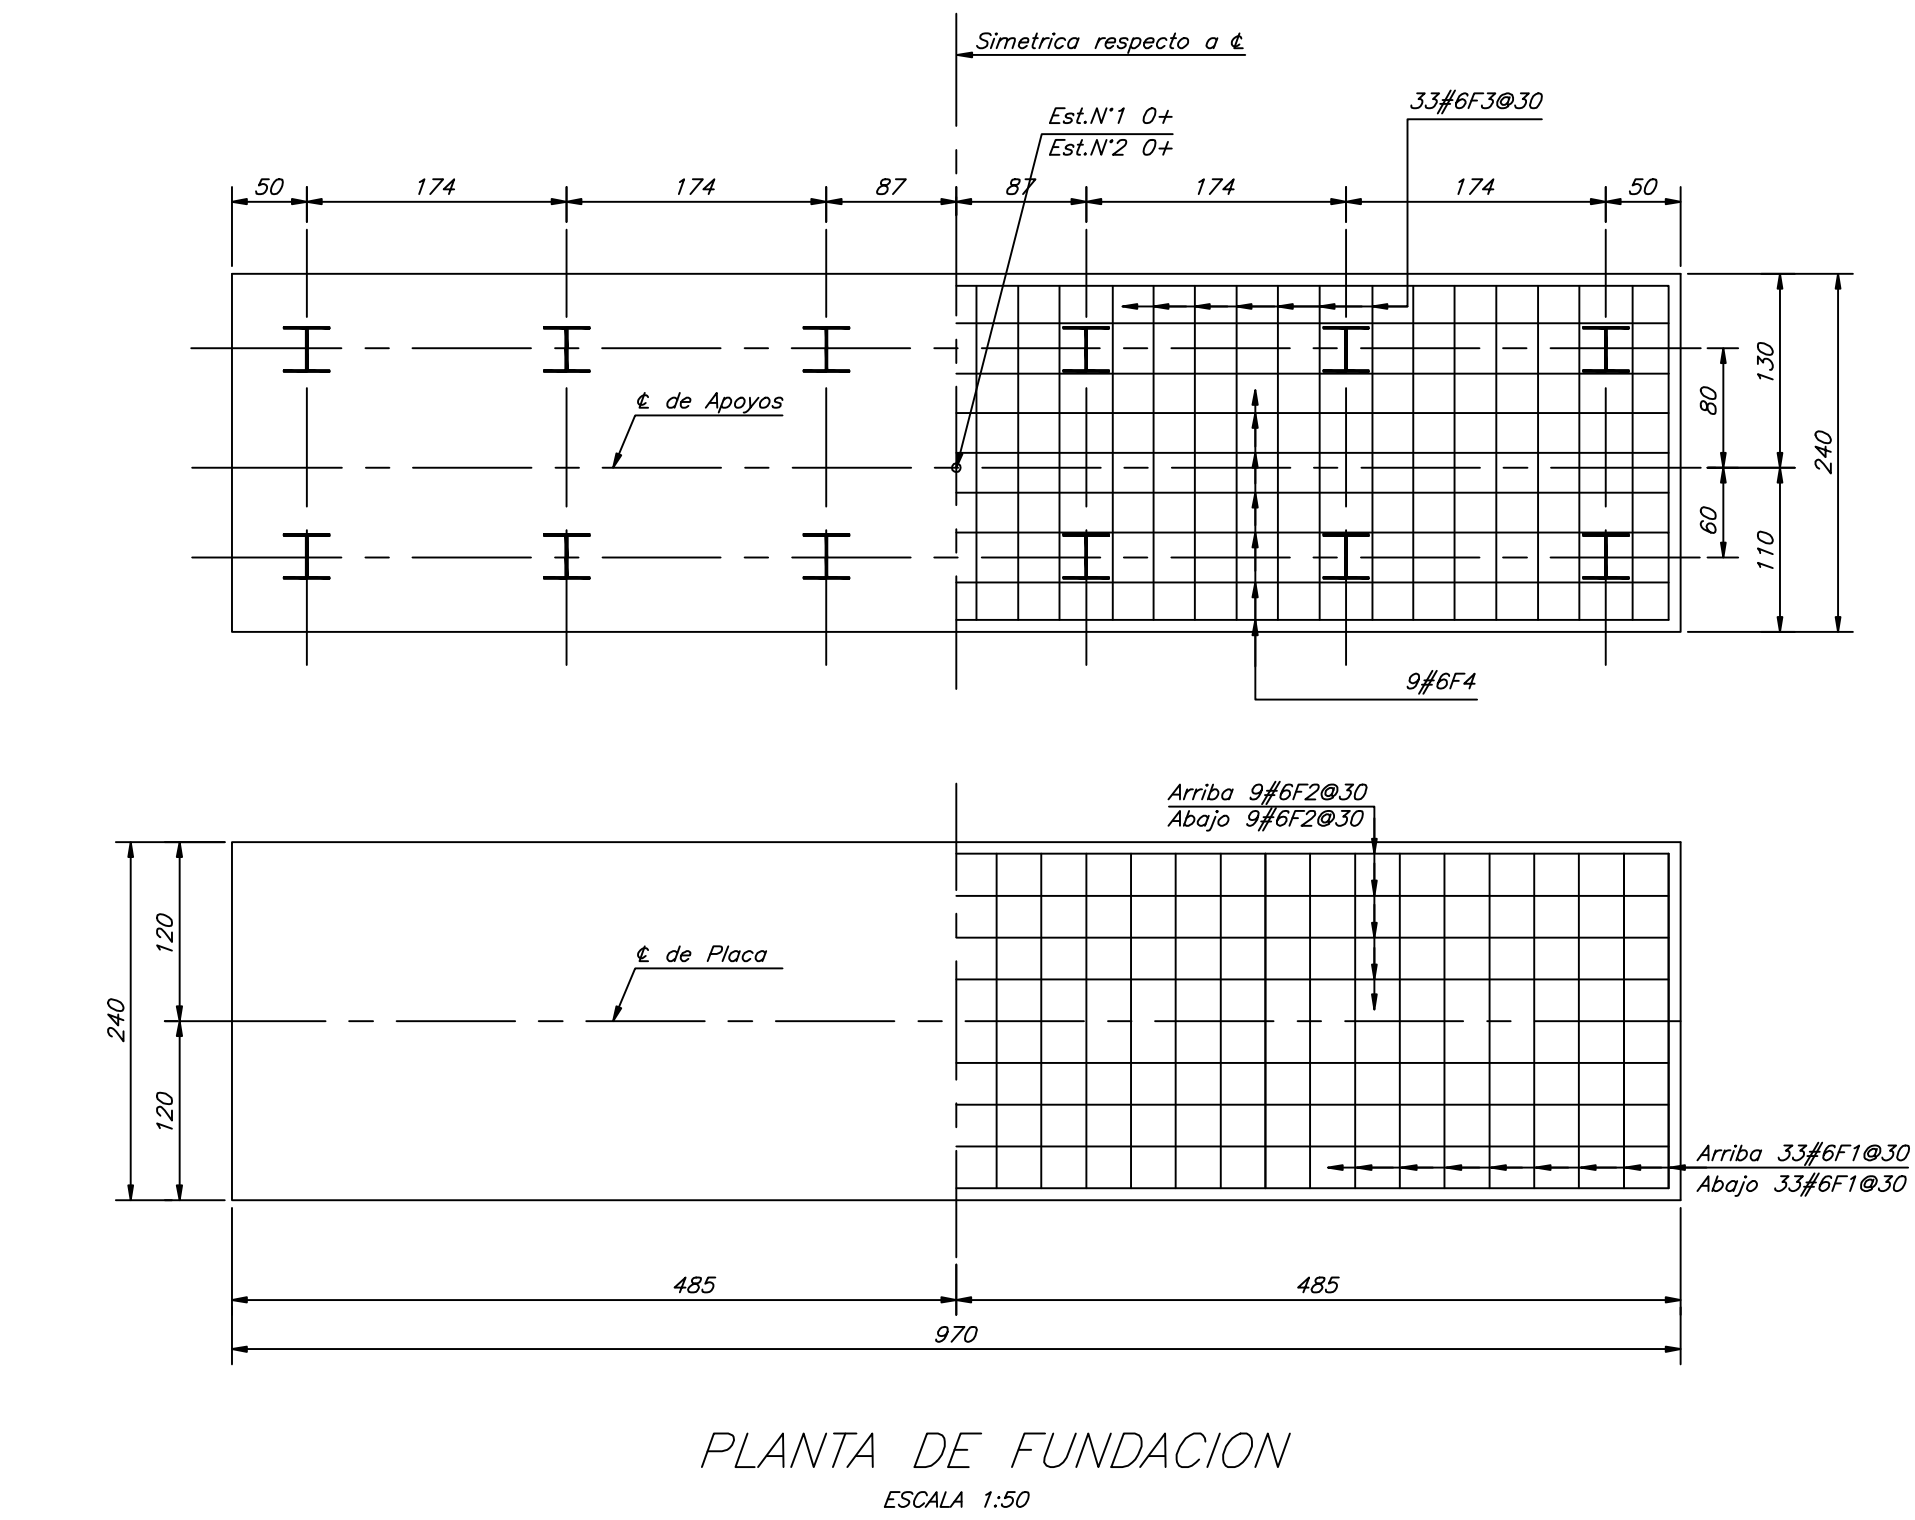 Simetrica respecto a ℄
33#6F3@30
Est.N°1 0+
Est.N°2 0+
50 174 174 87 87 174 174 50
℄ de Apoyos
130
80
240
60
110
9#6F4
Arriba 9#6F2@30
Abajo 9#6F2@30
120
℄ de Placa
240
120
Arriba 33#6F1@30
Abajo 33#6F1@30
485 485
970
PLANTA DE FUNDACION
ESCALA 1:50